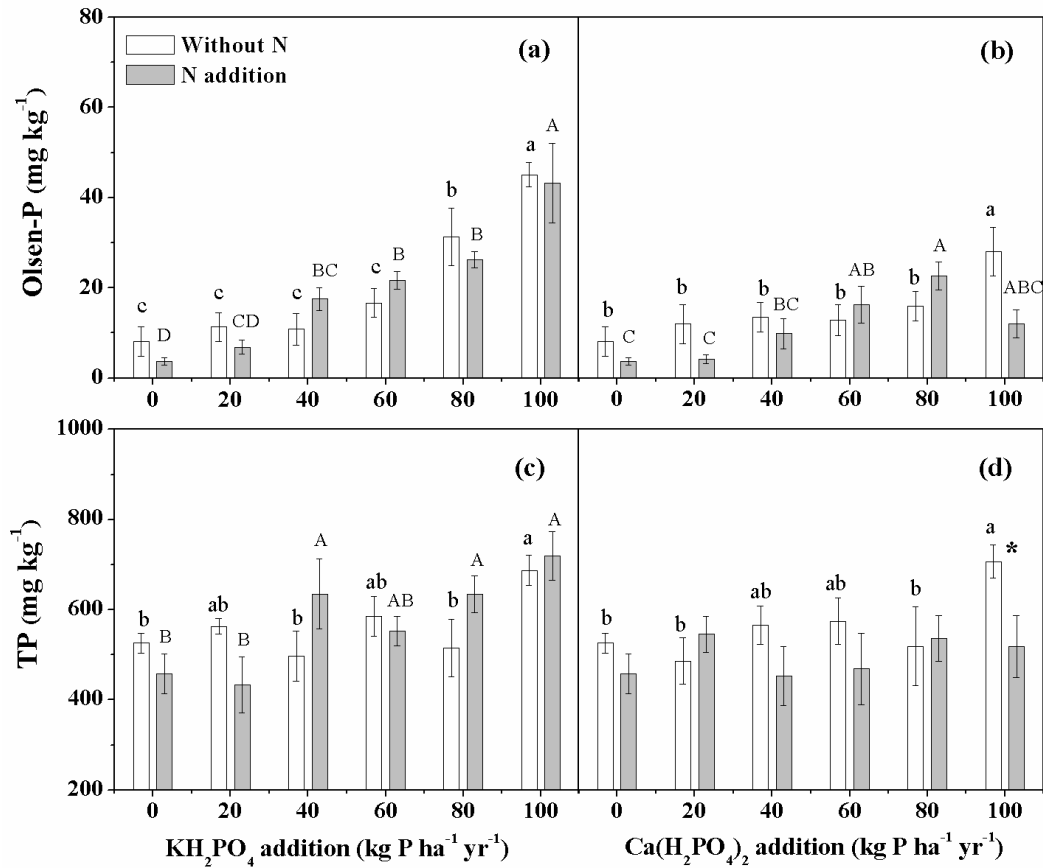 80
60
40
20
0
Olsen-P (mg kg⁻¹)
Without N
N addition
(a)
c D c CD c BC c B b B a A
0 20 40 60 80 100
(b)
b C b C b BC b AB b A a ABC
0 20 40 60 80 100
1000
800
600
400
200
TP (mg kg⁻¹)
(c)
b B ab B b A ab AB b A a A
0 20 40 60 80 100
KH₂PO₄ addition (kg P ha⁻¹ yr⁻¹)
(d)
b b ab ab b a *
0 20 40 60 80 100
Ca(H₂PO₄)₂ addition (kg P ha⁻¹ yr⁻¹)